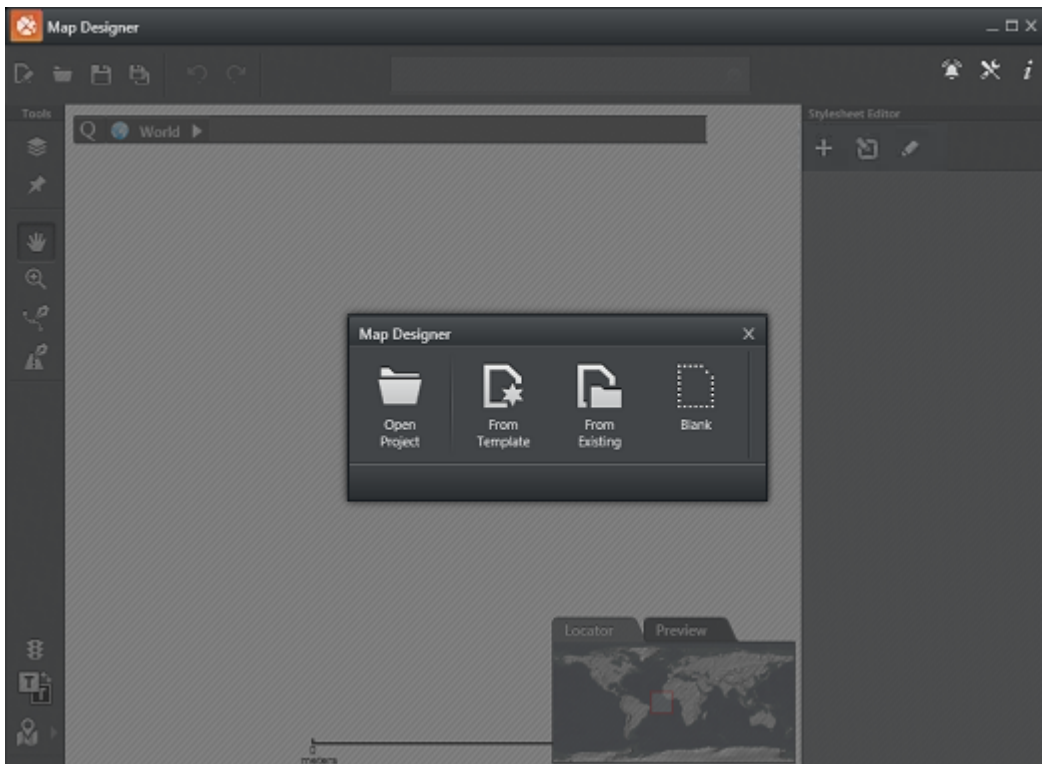 Map Designer
Tools
Stylesheet Editor
World
Map Designer
Open
Project
From
Template
From
Existing
Blank
Locator
Preview
0
meters